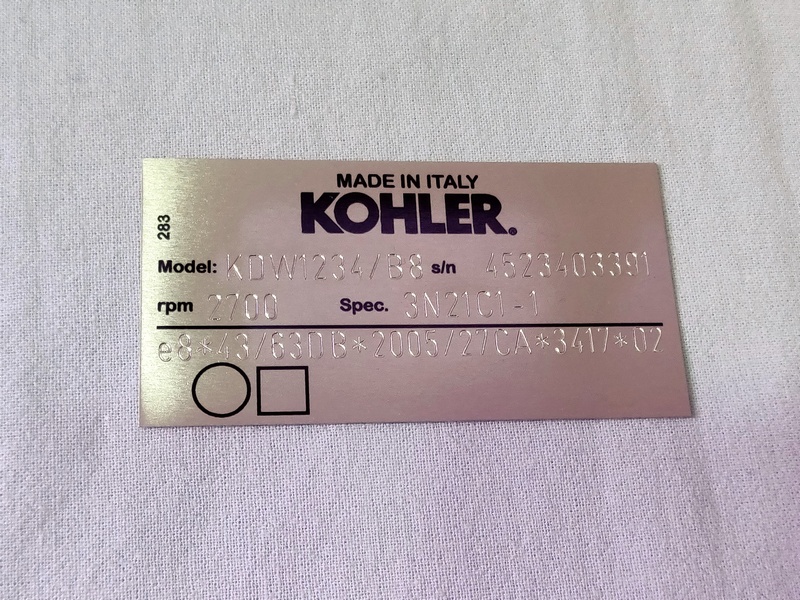 MADE IN ITALY
KOHLER®
283
Model: KDW1234/B8 s/n 4523403391
rpm 2700 Spec. 3N21C1-1
e8*43/63DB*2005/27CA*3417*02